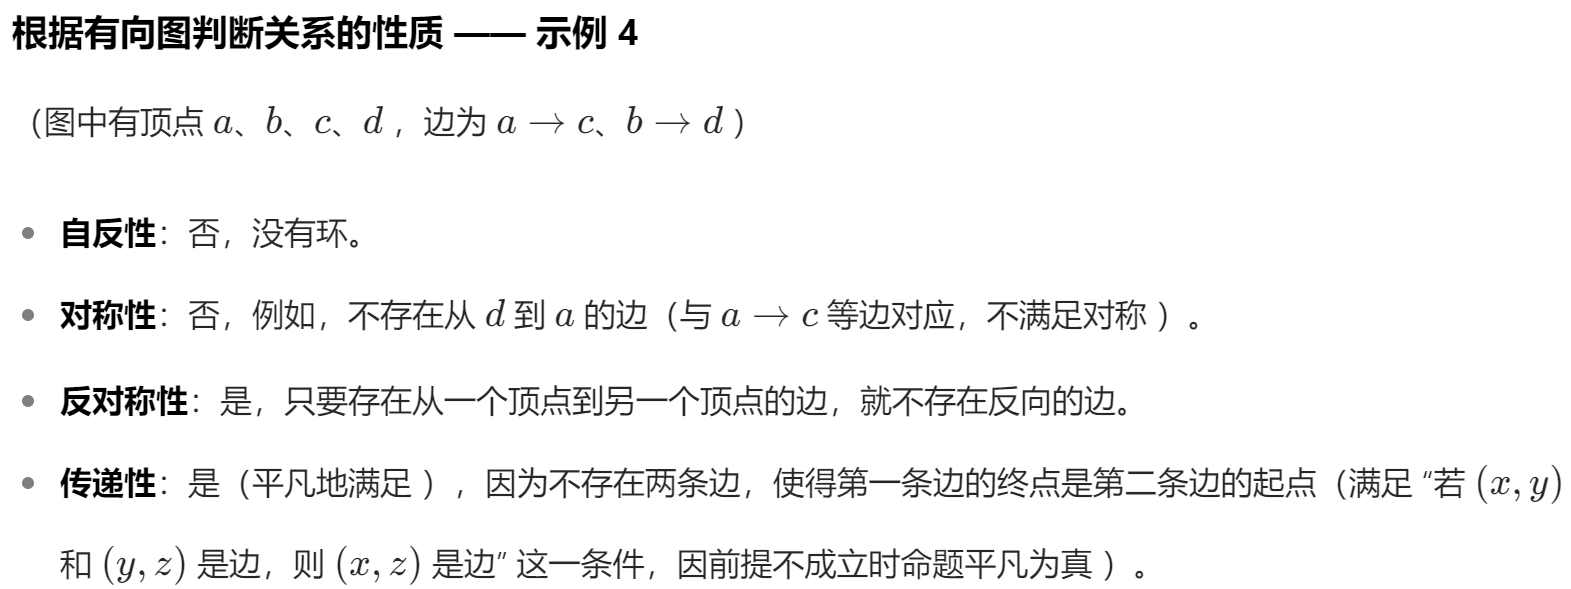 根据有向图判断关系的性质 —— 示例 4
（图中有顶点 a、b、c、d ，边为 a → c、b → d ）
• 自反性：否，没有环。
• 对称性：否，例如，不存在从 d 到 a 的边（与 a → c 等边对应，不满足对称 ）。
• 反对称性：是，只要存在从一个顶点到另一个顶点的边，就不存在反向的边。
• 传递性：是（平凡地满足 ），因为不存在两条边，使得第一条边的终点是第二条边的起点（满足 “若 (x, y)
和 (y, z) 是边，则 (x, z) 是边” 这一条件，因前提不成立时命题平凡为真 ）。